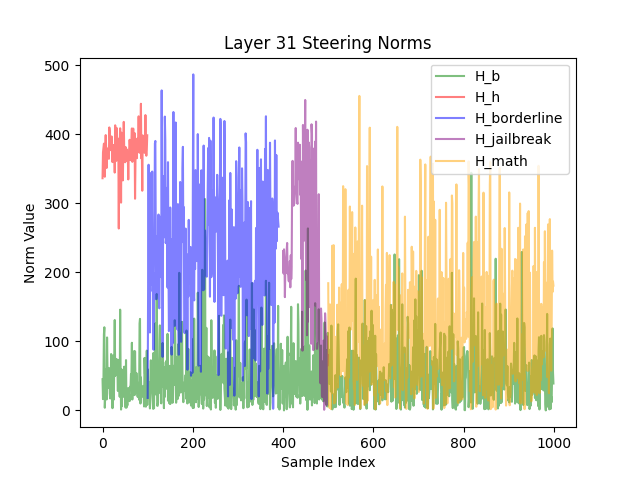 Layer 31 Steering Norms
Norm Value
500
400
300
200
100
0
H_b
H_h
H_borderline
H_jailbreak
H_math
0 200 400 600 800 1000
Sample Index